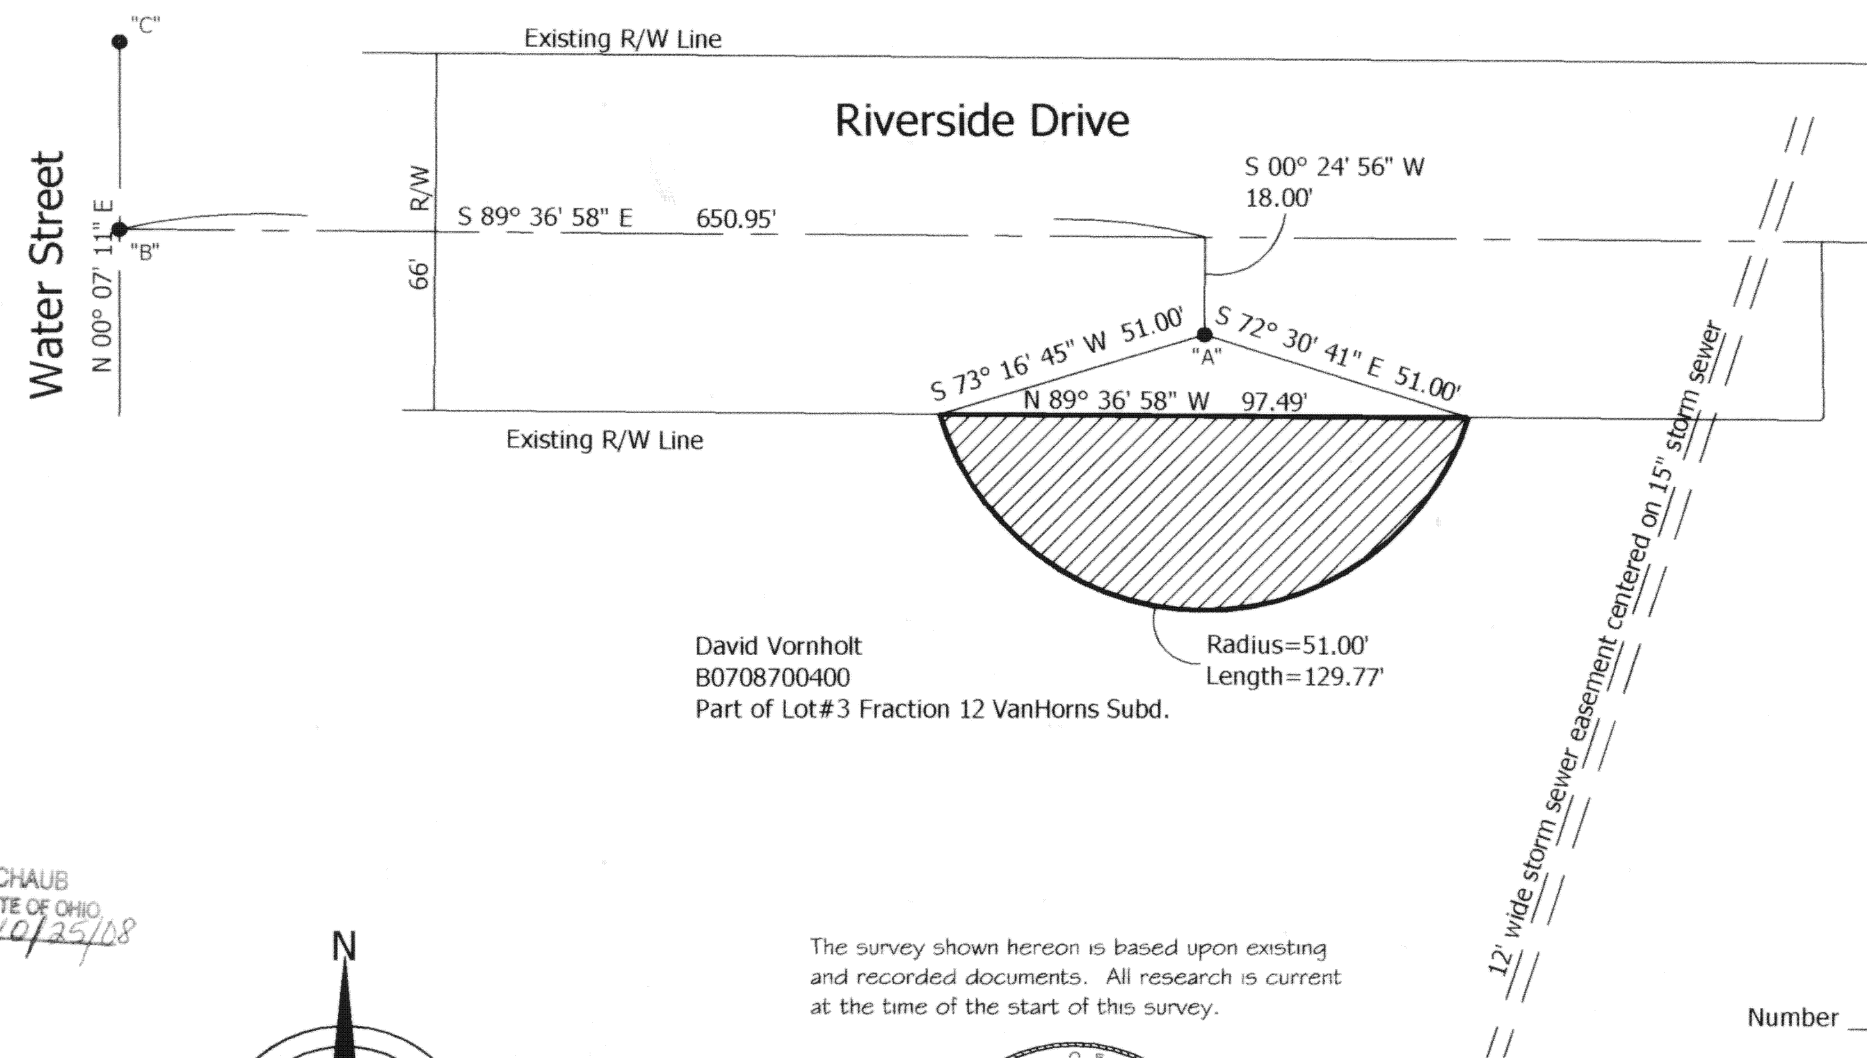 "C"
Existing R/W Line
Riverside Drive
Water Street
N 00° 07' 11" E
"B"
R/W
66'
S 89° 36' 58" E 650.95'
S 00° 24' 56" W
18.00'
S 73° 16' 45" W 51.00'
"A"
S 72° 30' 41" E 51.00'
N 89° 36' 58" W 97.49'
Existing R/W Line
12' wide storm sewer easement centered on 15" storm sewer
David Vornholt
B0708700400
Part of Lot#3 Fraction 12 VanHorns Subd.
Radius=51.00'
Length=129.77'
CHAUB
TE OF OHIO
10/25/08
N
The survey shown hereon is based upon existing
and recorded documents. All research is current
at the time of the start of this survey.
Number